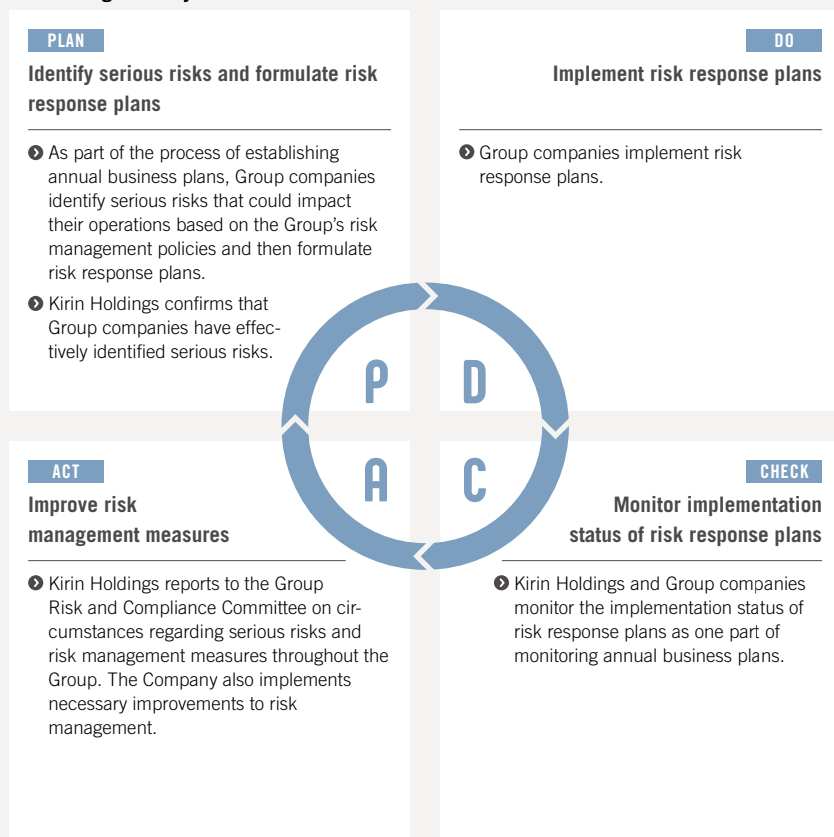 PLAN
Identify serious risks and formulate risk
response plans
As part of the process of establishing
annual business plans, Group companies
identify serious risks that could impact
their operations based on the Group's risk
management policies and then formulate
risk response plans.
Kirin Holdings confirms that
Group companies have effec-
tively identified serious risks.
DO
Implement risk response plans
Group companies implement risk
response plans.
P
D
A
C
ACT
Improve risk
management measures
Kirin Holdings reports to the Group
Risk and Compliance Committee on cir-
cumstances regarding serious risks and
risk management measures throughout the
Group. The Company also implements
necessary improvements to risk
management.
CHECK
Monitor implementation
status of risk response plans
Kirin Holdings and Group companies
monitor the implementation status of
risk response plans as one part of
monitoring annual business plans.